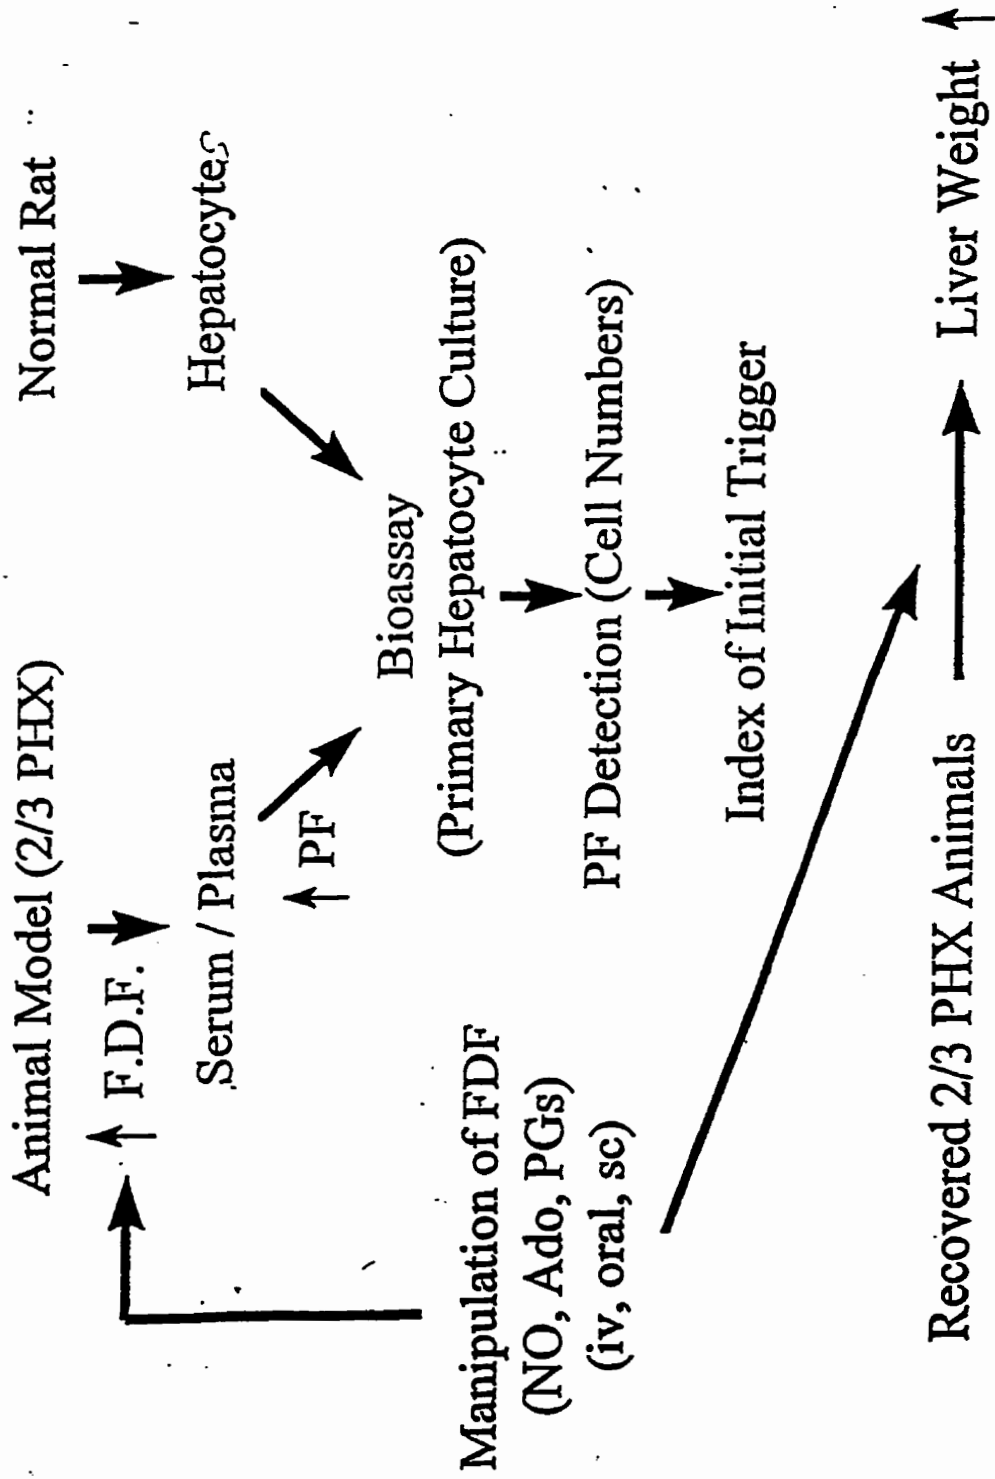 Animal Model (2/3 PHX)
Normal Rat
↑ F.D.F.
Serum / Plasma
Hepatocytes
↑ PF
Bioassay
(Primary Hepatocyte Culture)
Manipulation of FDF
(NO, Ado, PGs)
(iv, oral, sc)
PF Detection (Cell Numbers)
Index of Initial Trigger
Recovered 2/3 PHX Animals
Liver Weight ↑